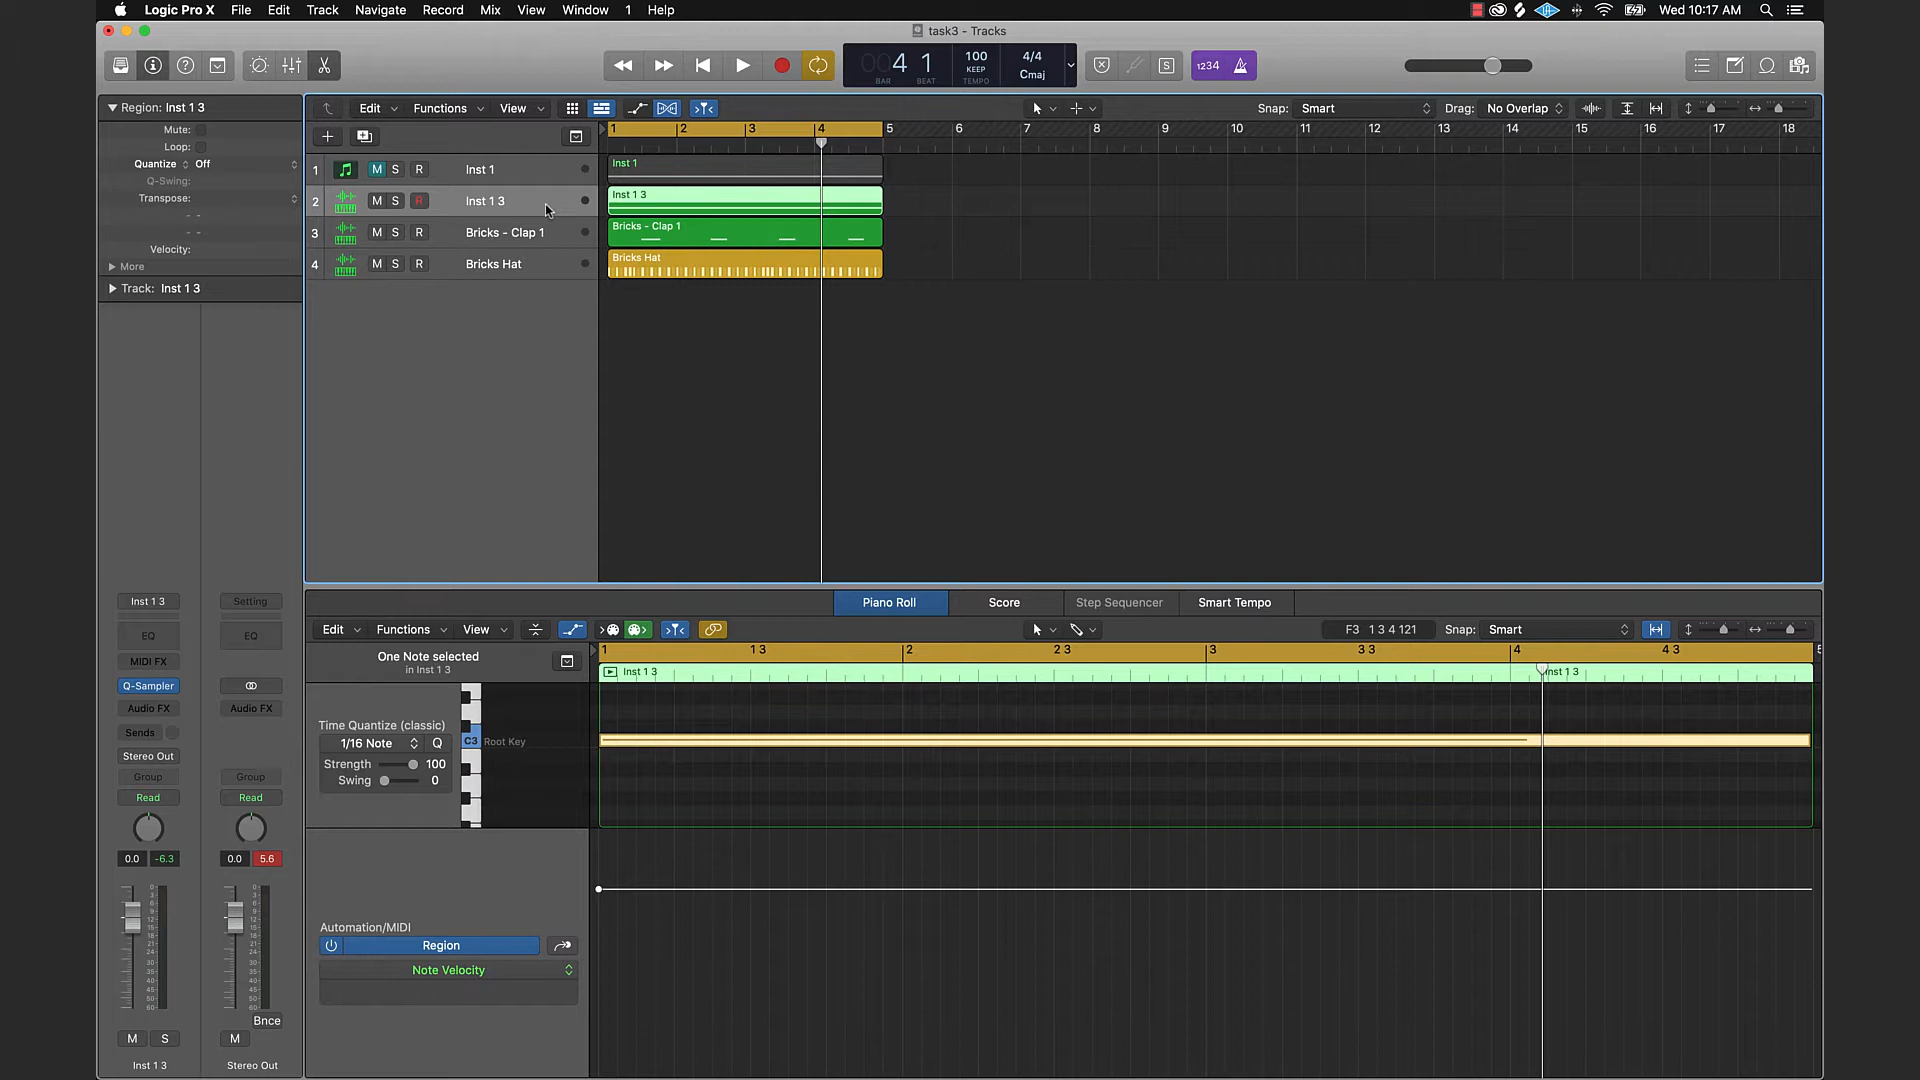 Logic Pro X File Edit Track Navigate Record Mix View Window 1 Help Wed 10:17 AM
task3 - Tracks
1234
004 1 100 4/4
KEEP Cmaj
BAR BEAT TEMPO
Region: Inst 1 3
Mute:
Loop:
Quantize Off
Q-Swing:
Transpose:
- -
- -
Velocity:
More
Track: Inst 1 3
Edit Functions View Snap: Smart Drag: No Overlap
1 2 3 4 5 6 7 8 9 10 11 12 13 14 15 16 17 18
1 M S R Inst 1
Inst 1
2 M S R Inst 1 3
Inst 1 3
3 M S R Bricks - Clap 1
Bricks - Clap 1
4 M S R Bricks Hat
Bricks Hat
Inst 1 3 Setting
EQ EQ
MIDI FX
Q-Sampler
Audio FX Audio FX
Sends
Stereo Out
Group Group
Read Read
0.0 -6.3 0.0 5.6
Bnce
M S M
Inst 1 3 Stereo Out
Piano Roll Score Step Sequencer Smart Tempo
Edit Functions View F3 1 3 4 121 Snap: Smart
One Note selected
in Inst 1 3
1 1 3 2 2 3 3 3 3 4 4 3 5
Inst 1 3 Inst 1 3
Time Quantize (classic)
1/16 Note Q
Strength 100
Swing 0
C3 Root Key
Automation/MIDI
Region
Note Velocity